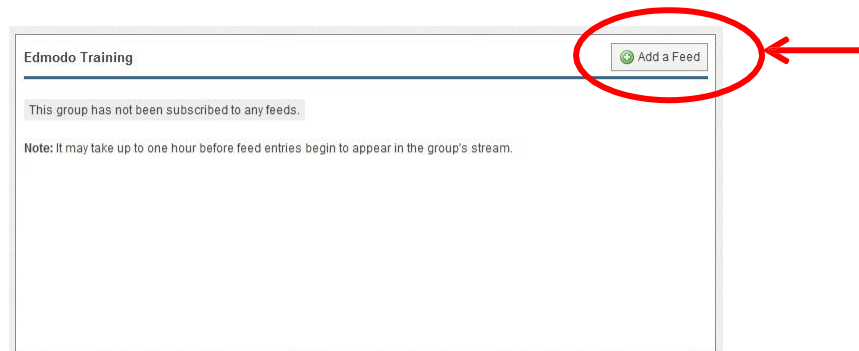 Edmodo Training
Add a Feed
This group has not been subscribed to any feeds.
Note: It may take up to one hour before feed entries begin to appear in the group's stream.